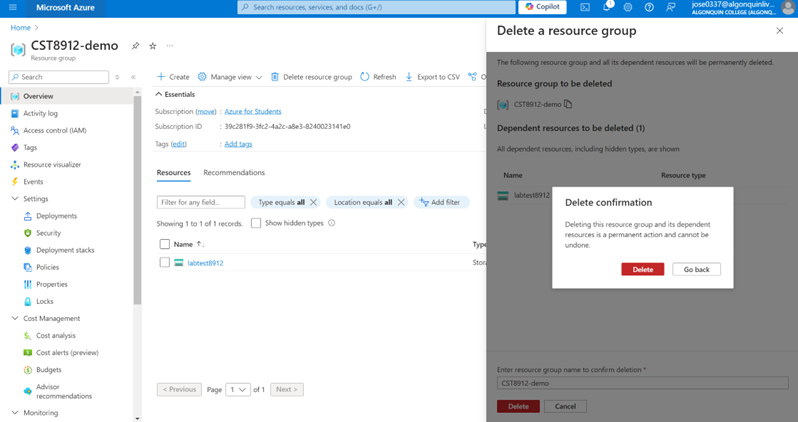 Microsoft Azure
Search resources, services, and docs (G+/)
Copilot
1
jose0337@algonquinliv...
ALGONQUIN COLLEGE (ALGONQ...
Home >
CST8912-demo
Resource group
Search
Overview
Activity log
Access control (IAM)
Tags
Resource visualizer
Events
Settings
Deployments
Security
Deployment stacks
Policies
Properties
Locks
Cost Management
Cost analysis
Cost alerts (preview)
Budgets
Advisor
recommendations
Monitoring
Create
Manage view
Delete resource group
Refresh
Export to CSV
O
Essentials
Subscription (move) : Azure for Students
Subscription ID : 39c281f9-3fc2-4a2c-a8e3-8240023141e0
Tags (edit) : Add tags
Resources Recommendations
Filter for any field...
Type equals all
Location equals all
Add filter
Showing 1 to 1 of 1 records.
Show hidden types
Name
Type
labtest8912
Stora
< Previous
Page
1
of 1
Next >
Delete a resource group
The following resource group and all its dependent resources will be permanently deleted.
Resource group to be deleted
CST8912-demo
Dependent resources to be deleted (1)
All dependent resources, including hidden types, are shown
Name
Resource type
labtest8912
Delete confirmation
Deleting this resource group and its dependent
resources is a permanent action and cannot be
undone.
Delete
Go back
Enter resource group name to confirm deletion *
CST8912-demo
Delete
Cancel